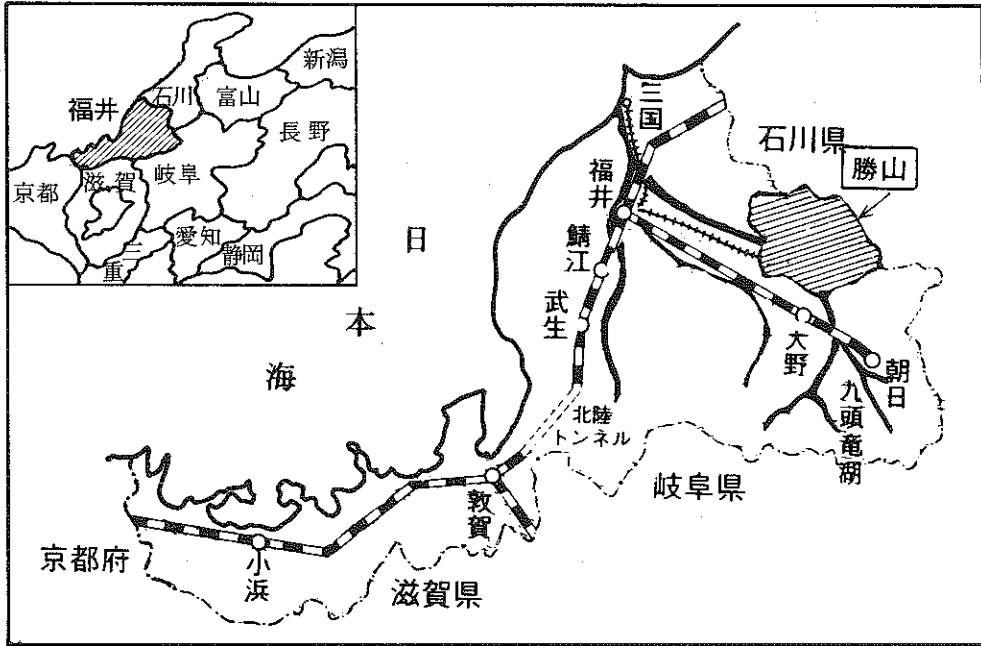 新潟
石川
富山
福井
長野
京都
滋賀
岐阜
愛知
三重
静岡
日本海
三国
石川県
勝山
福井
鯖江
武生
大野
朝日
九頭竜湖
北陸
トンネル
岐阜県
敦賀
京都府
小浜
滋賀県